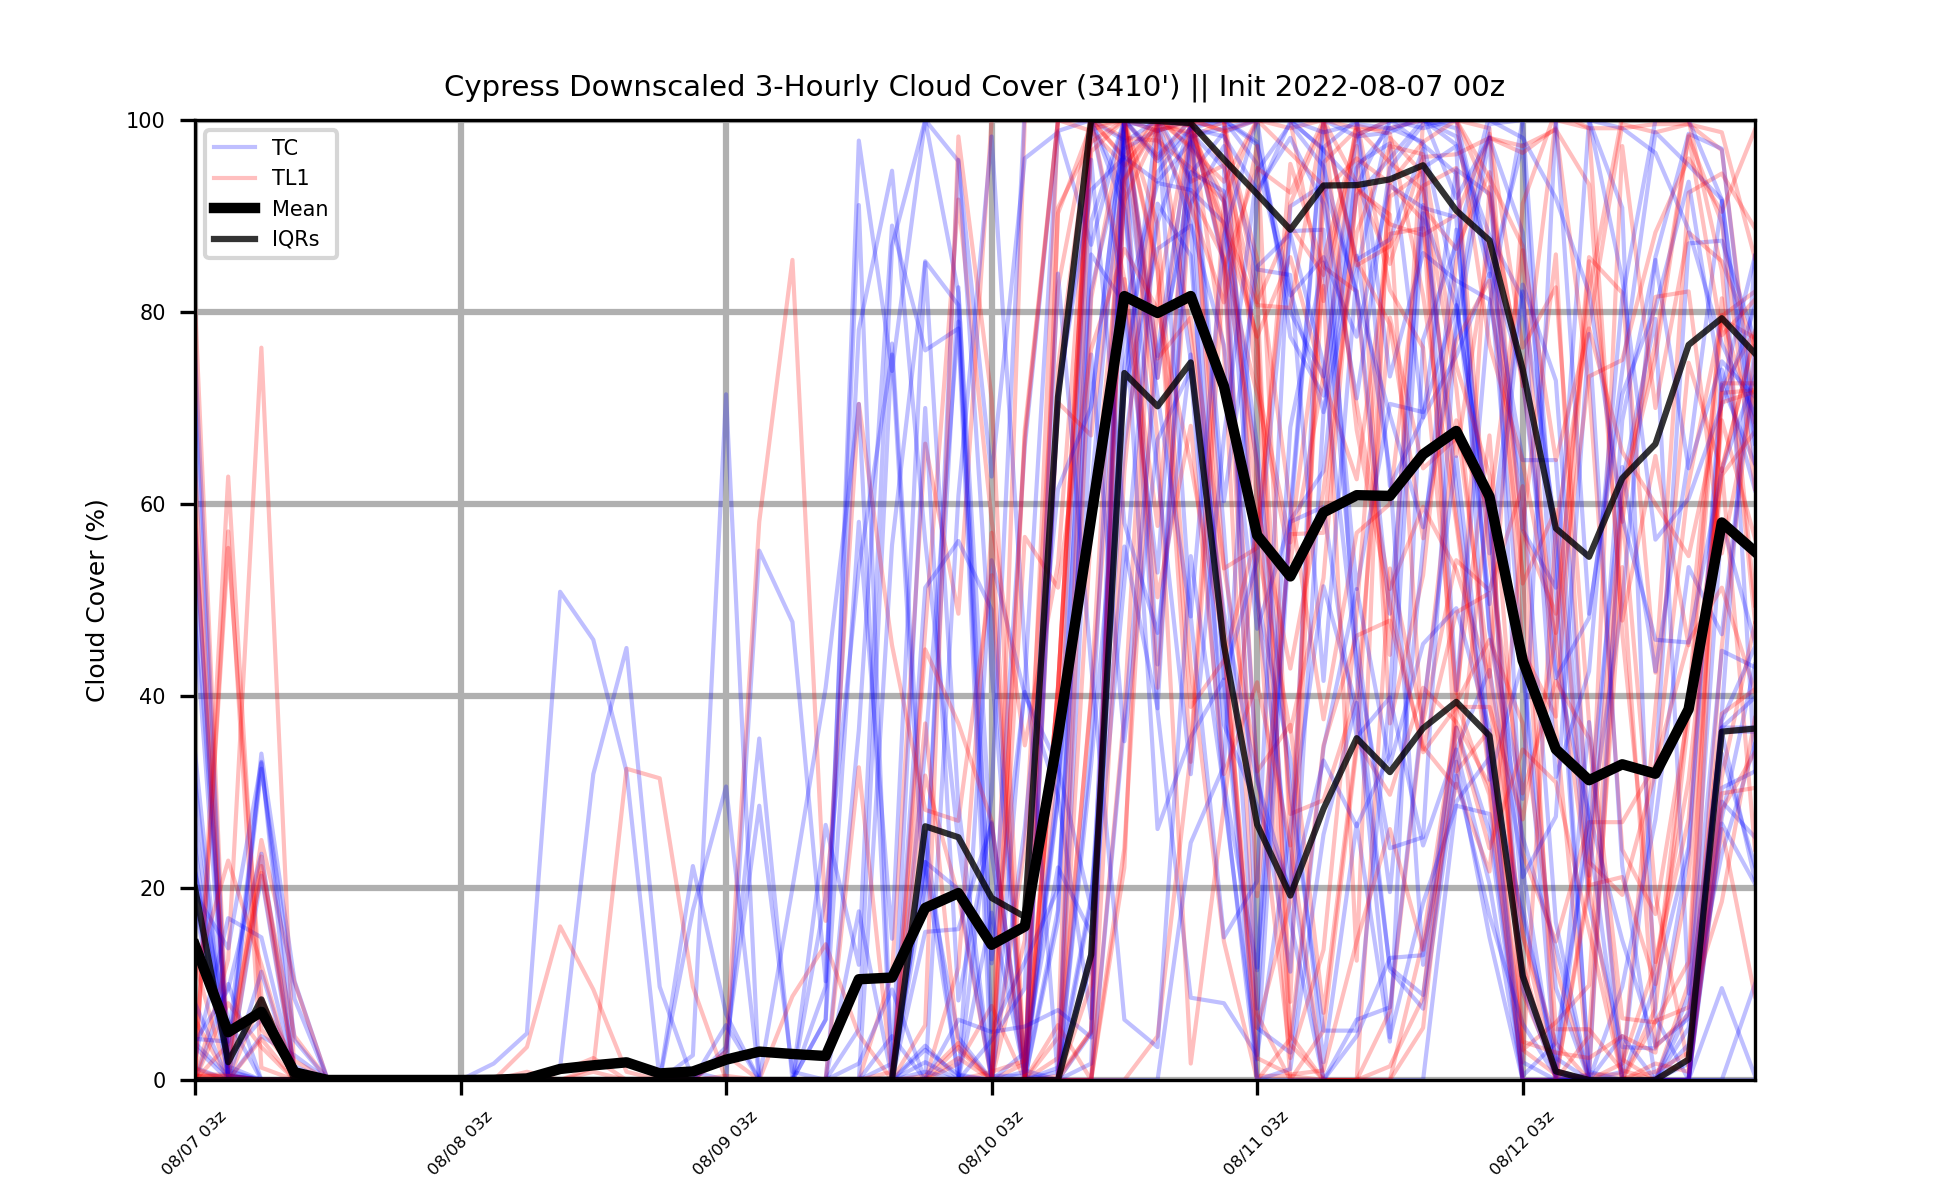 Cypress Downscaled 3-Hourly Cloud Cover (3410') || Init 2022-08-07 00z
TC
TL1
Mean
IQRs
Cloud Cover (%)
100
80
60
40
20
0
08/07 03z
08/08 03z
08/09 03z
08/10 03z
08/11 03z
08/12 03z